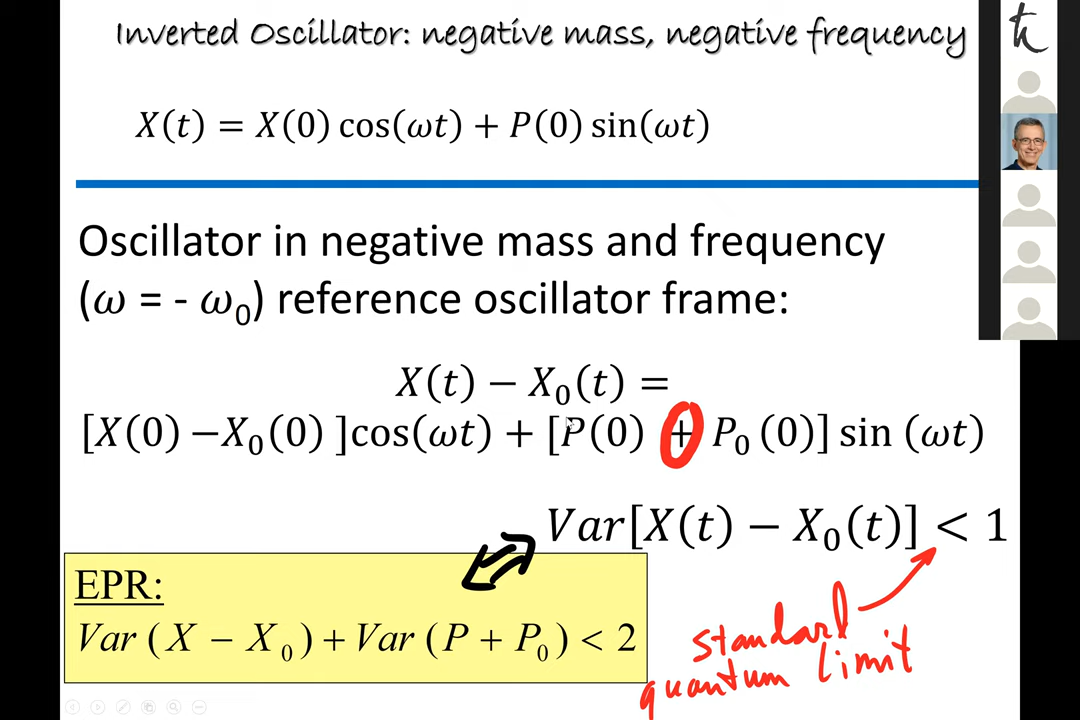 Inverted Oscillator: negative mass, negative frequency
X(t) = X(0) cos(ωt) + P(0) sin(ωt)
Oscillator in negative mass and frequency
(ω = - ω₀) reference oscillator frame:
X(t) − X₀(t) =
[X(0) −X₀(0) ]cos(ωt) + [P(0) + P₀ (0)] sin (ωt)
Var[X(t) − X₀(t)] < 1
EPR:
Var (X − X₀) + Var (P + P₀) < 2
standard
quantum limit